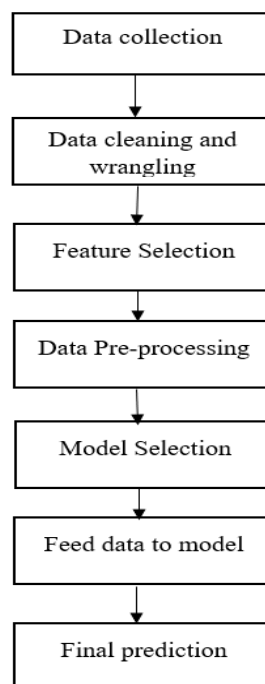 Data collection
Data cleaning and
wrangling
Feature Selection
Data Pre-processing
Model Selection
Feed data to model
Final prediction